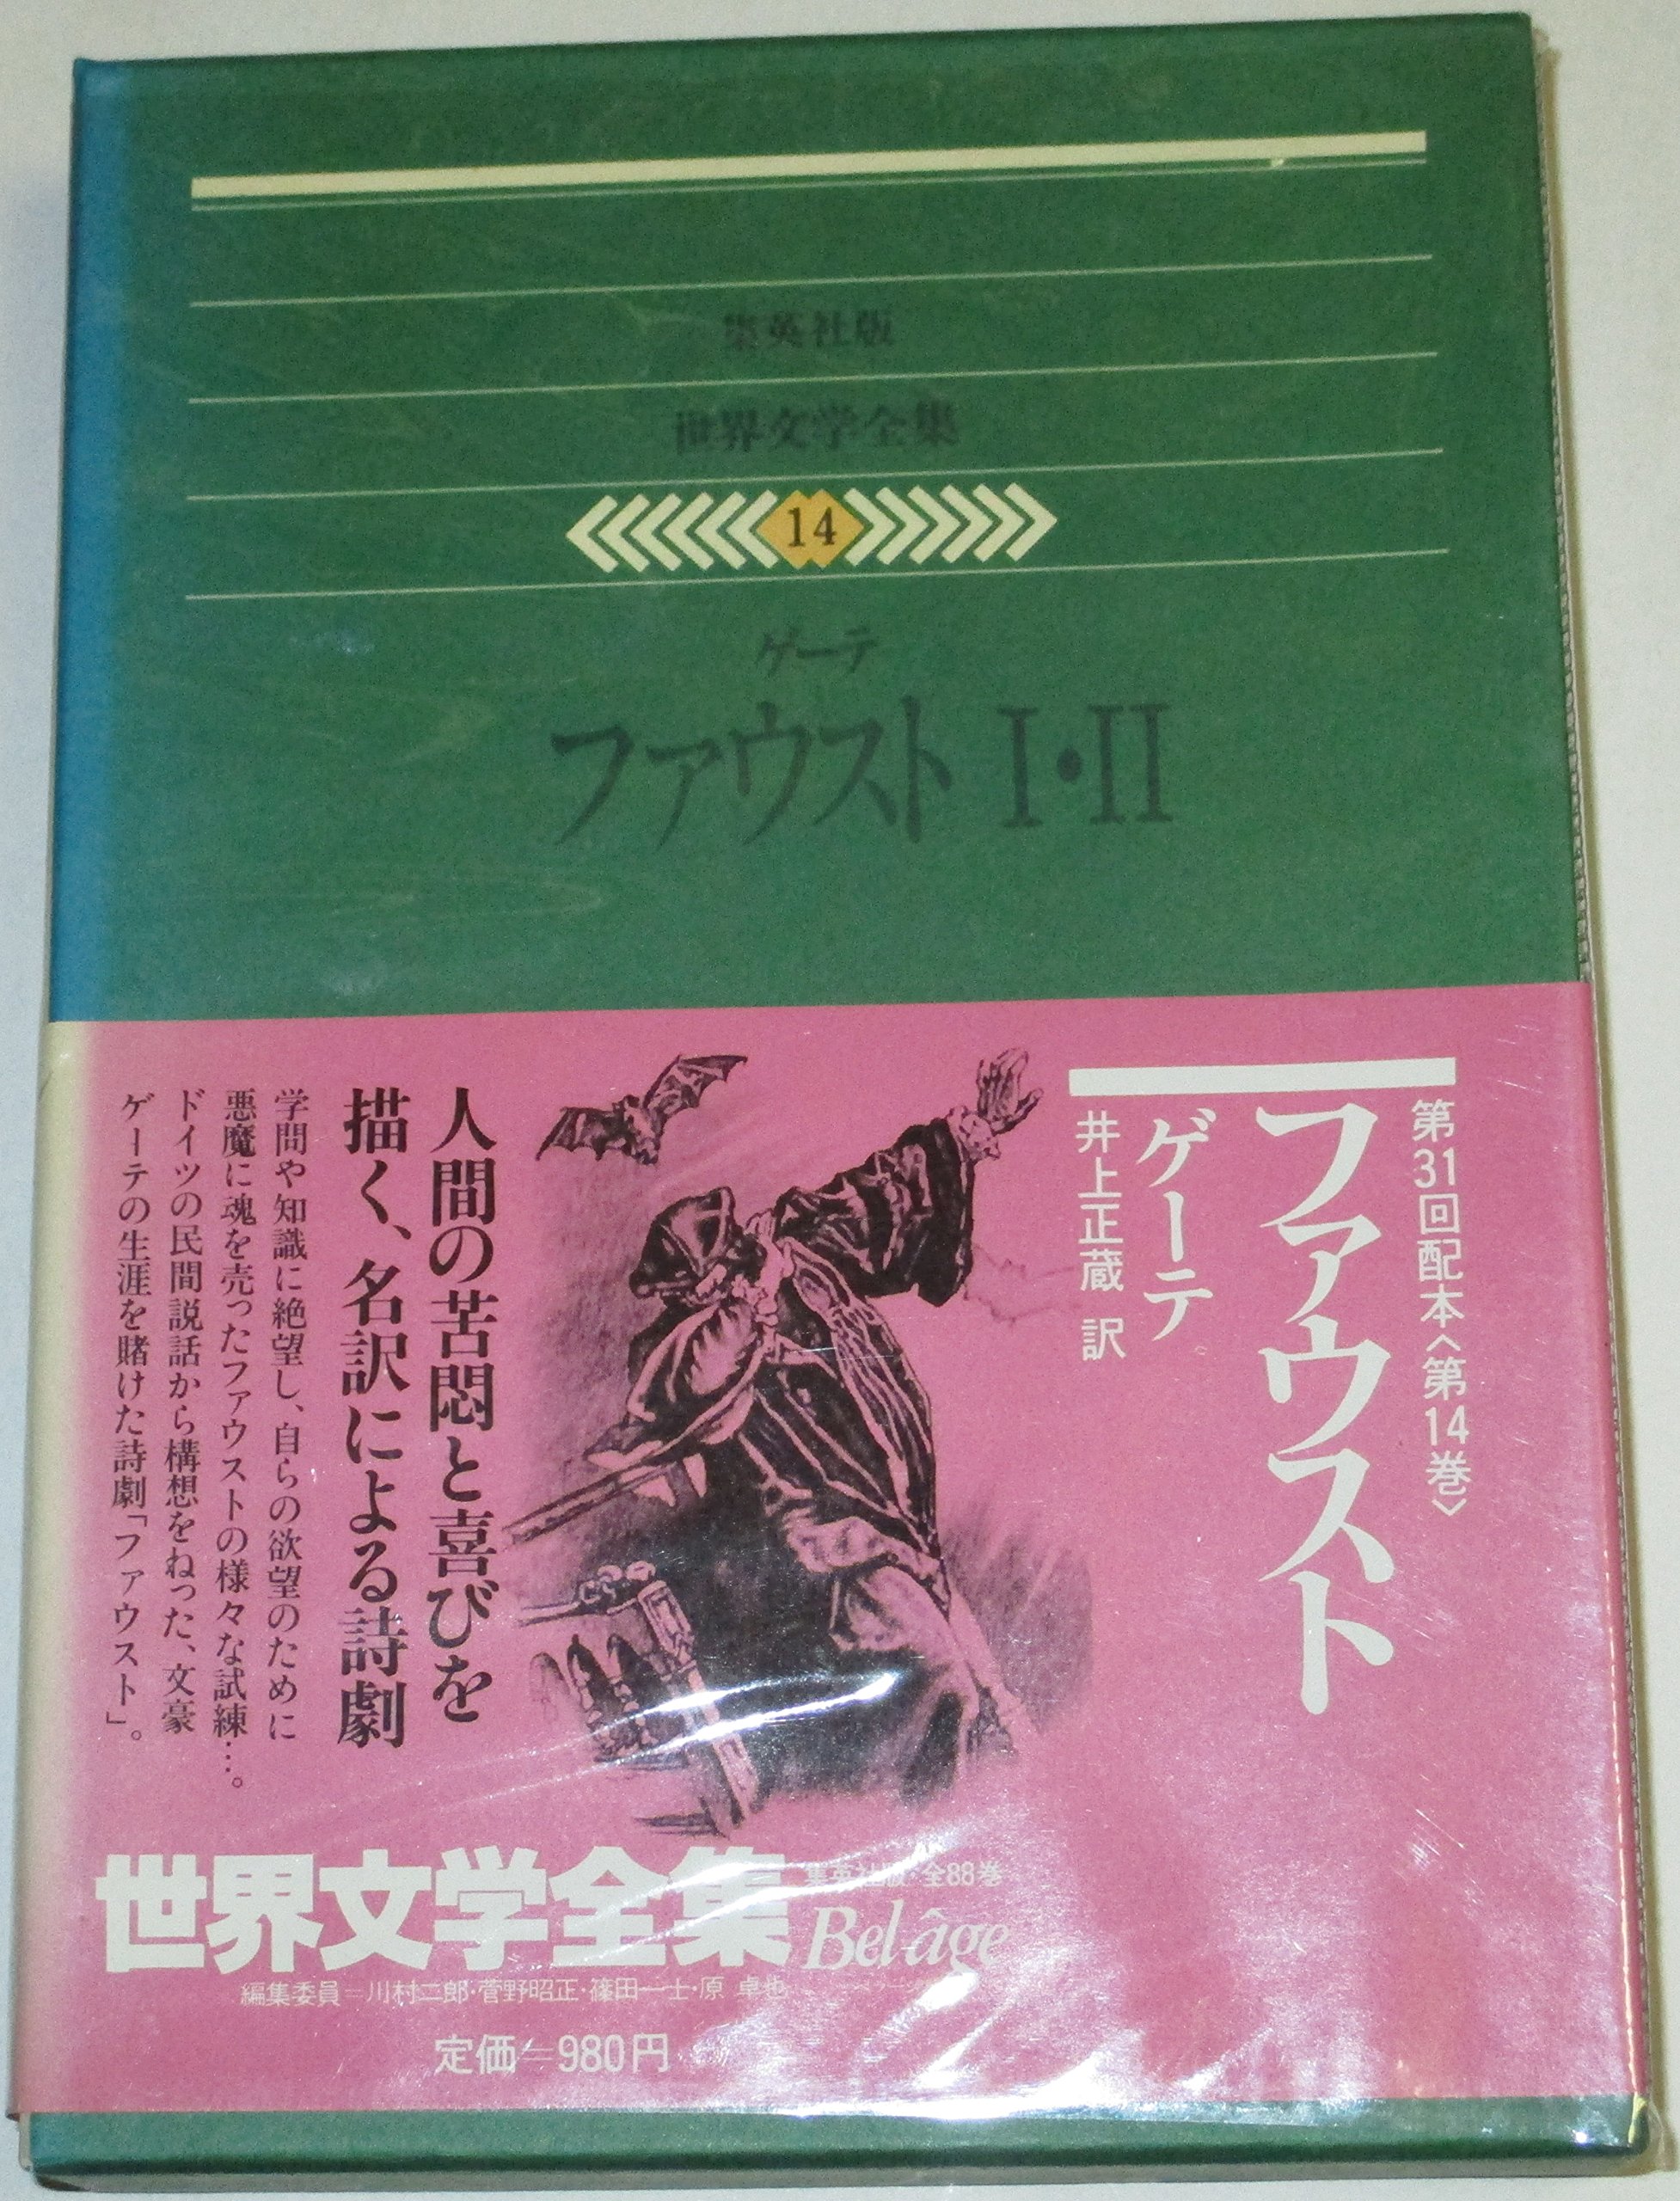 集英社版
世界文学全集
14
ゲーテ
ファウスト I・II
第31回配本〈第14巻〉
ファウスト
ゲーテ
井上正蔵 訳
人間の苦悶と喜びを
描く、名訳による詩劇
学問や知識に絶望し、自らの欲望のために
悪魔に魂を売ったファウストの様々な試練…。
ドイツの民間説話から構想をねった、文豪
ゲーテの生涯を賭けた詩劇「ファウスト」。
世界文学全集
集英社版・全88巻
Bel-âge
編集委員=川村二郎・菅野昭正・篠田一士・原 卓也
定価=980円